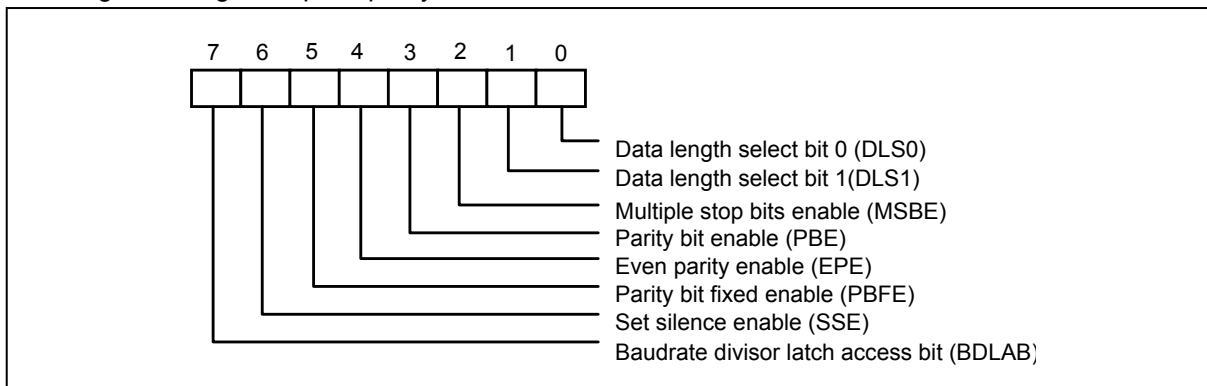 7 6 5 4 3 2 1 0
Data length select bit 0 (DLS0)
Data length select bit 1(DLS1)
Multiple stop bits enable (MSBE)
Parity bit enable (PBE)
Even parity enable (EPE)
Parity bit fixed enable (PBFE)
Set silence enable (SSE)
Baudrate divisor latch access bit (BDLAB)